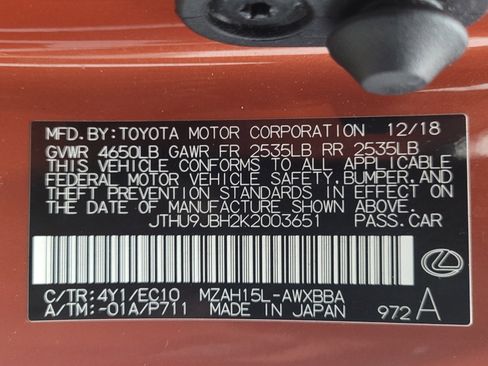 MFD.BY:TOYOTA MOTOR CORPORATION 12/18
GVWR 4650LB GAWR FR 2535LB RR 2535LB
THIS VEHICLE CONFORMS TO ALL APPLICABLE
FEDERAL MOTOR VEHICLE SAFETY, BUMPER, AND
THEFT PREVENTION STANDARDS IN EFFECT ON
THE DATE OF MANUFACTURE SHOWN ABOVE.
JTHU9JBH2K2003651 PASS.CAR
C/TR:4Y1/EC10 MZAH15L-AWXBBA
A/TM:-01A/P711 MADE IN JAPAN 972 A